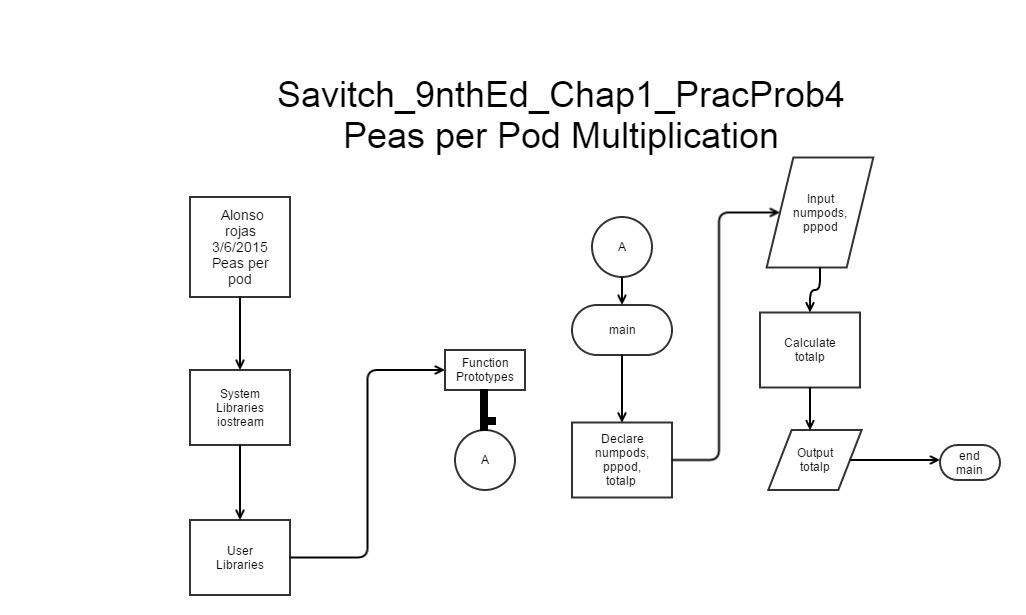 Savitch_9nthEd_Chap1_PracProb4
Peas per Pod Multiplication
Alonso
rojas
3/6/2015
Peas per
pod
System
Libraries
iostream
User
Libraries
Function
Prototypes
A
A
main
Declare
numpods,
pppod,
totalp
Input
numpods,
pppod
Calculate
totalp
Output
totalp
end
main